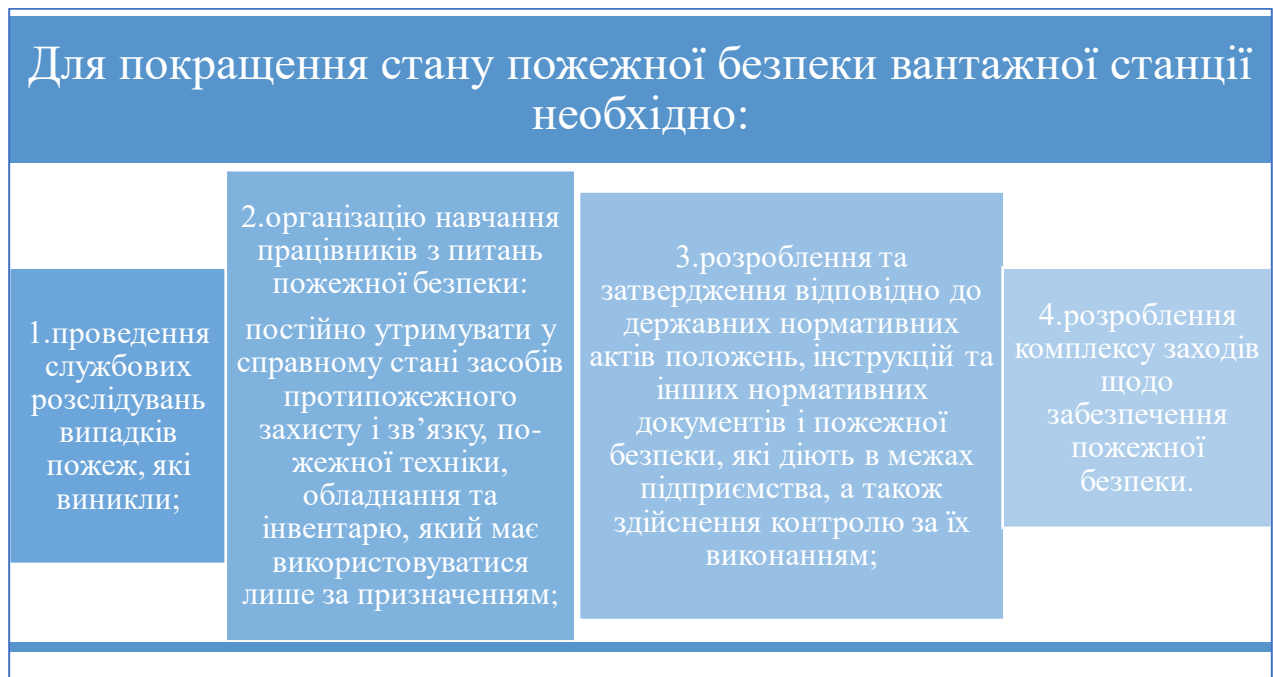 Для покращення стану пожежної безпеки вантажної станції
необхідно:
1.проведення
службових
розслідувань
випадків
пожеж, які
виникли;
2.організацію навчання
працівників з питань
пожежної безпеки:
постійно утримувати у
справному стані засобів
протипожежного
захисту і зв’язку, по-
жежної техніки,
обладнання та
інвентарю, який має
використовуватися
лише за призначенням;
3.розроблення та
затвердження відповідно до
державних нормативних
актів положень, інструкцій та
інших нормативних
документів і пожежної
безпеки, які діють в межах
підприємства, а також
здійснення контролю за їх
виконанням;
4.розроблення
комплексу заходів
щодо
забезпечення
пожежної
безпеки.